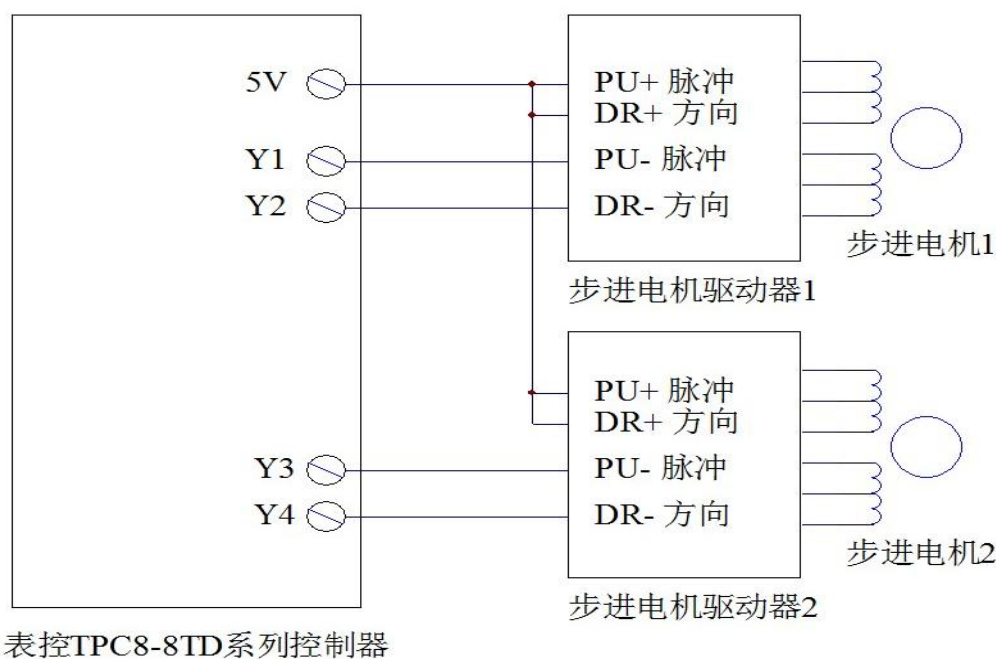 5V
Y1
Y2
PU+ 脉冲
DR+ 方向
PU- 脉冲
DR- 方向
步进电机1
步进电机驱动器1
Y3
Y4
PU+ 脉冲
DR+ 方向
PU- 脉冲
DR- 方向
步进电机2
步进电机驱动器2
表控TPC8-8TD系列控制器